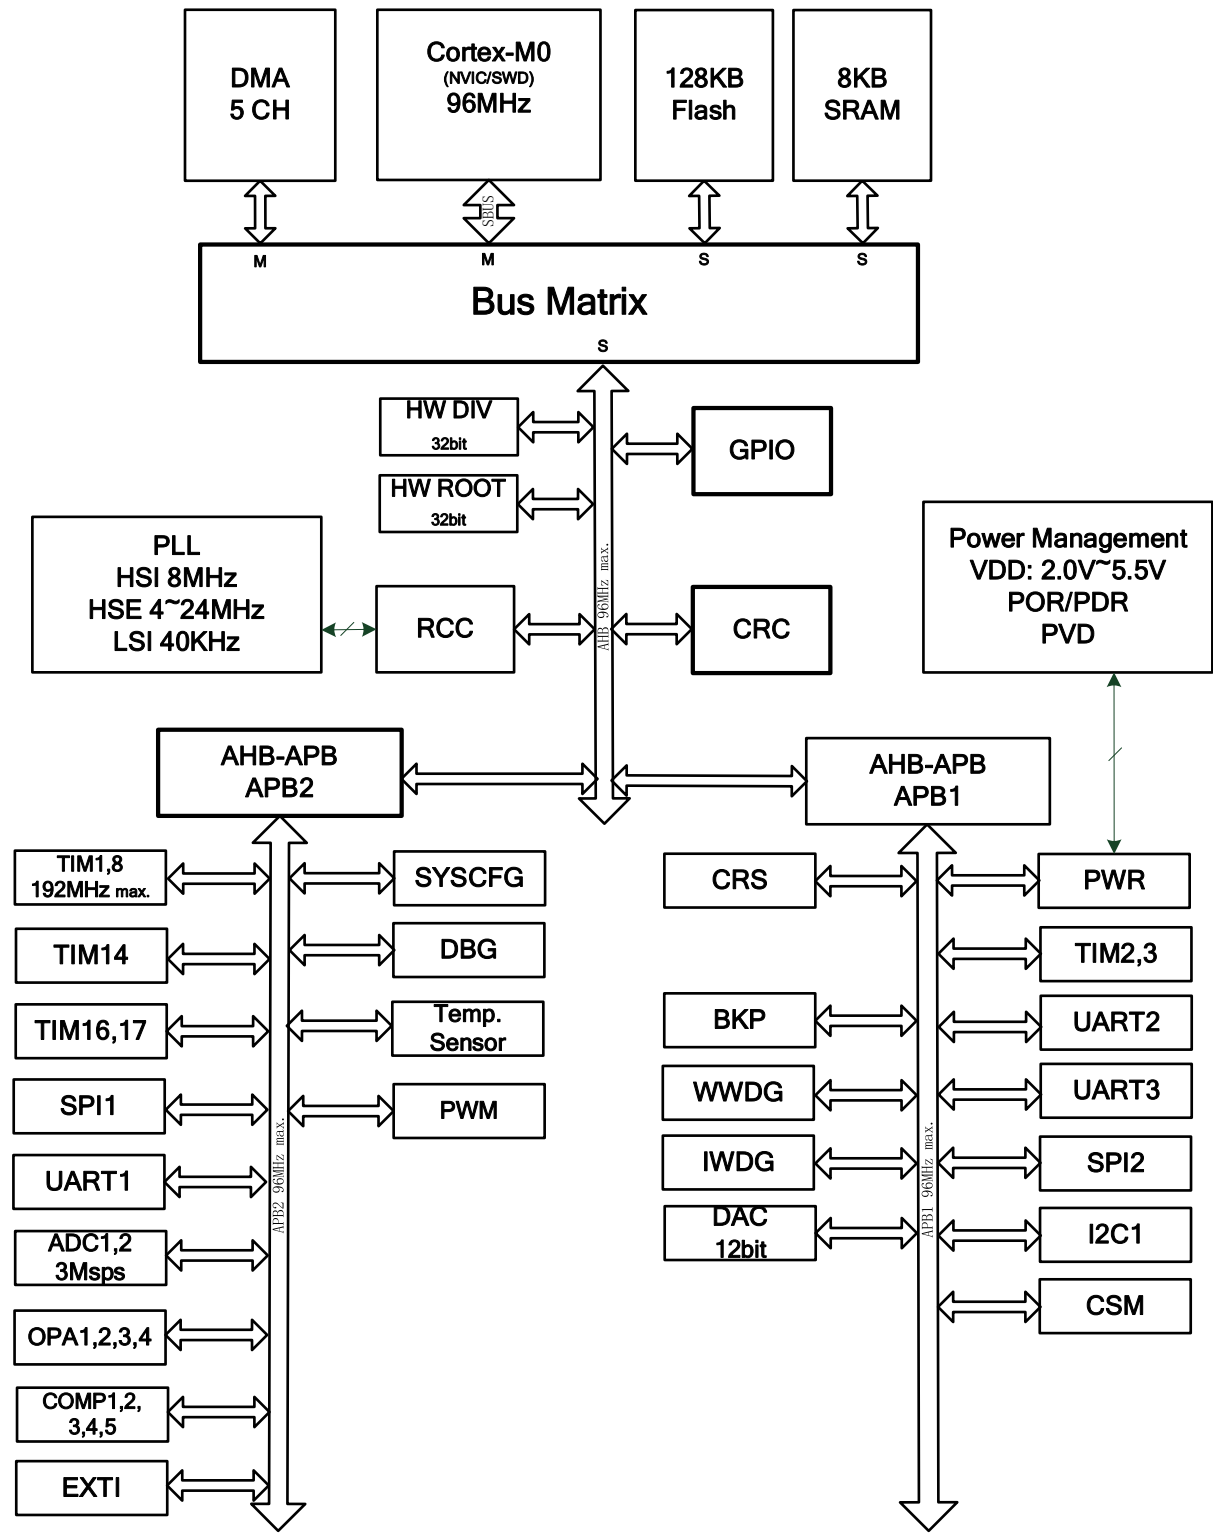 DMA
5 CH
Cortex-M0
(NVIC/SWD)
96MHz
128KB
Flash
8KB
SRAM
SBUS
M
M
S
S
Bus Matrix
S
HW DIV
32bit
GPIO
HW ROOT
32bit
AHB 96MHz max.
PLL
HSI 8MHz
HSE 4~24MHz
LSI 40KHz
RCC
CRC
Power Management
VDD: 2.0V~5.5V
POR/PDR
PVD
AHB-APB
APB2
AHB-APB
APB1
TIM1,8
192MHz max.
TIM14
TIM16,17
SPI1
UART1
ADC1,2
3Msps
OPA1,2,3,4
COMP1,2,
3,4,5
EXTI
APB2 96MHz max.
SYSCFG
DBG
Temp.
Sensor
PWM
CRS
BKP
WWDG
IWDG
DAC
12bit
APB1 96MHz max.
PWR
TIM2,3
UART2
UART3
SPI2
I2C1
CSM